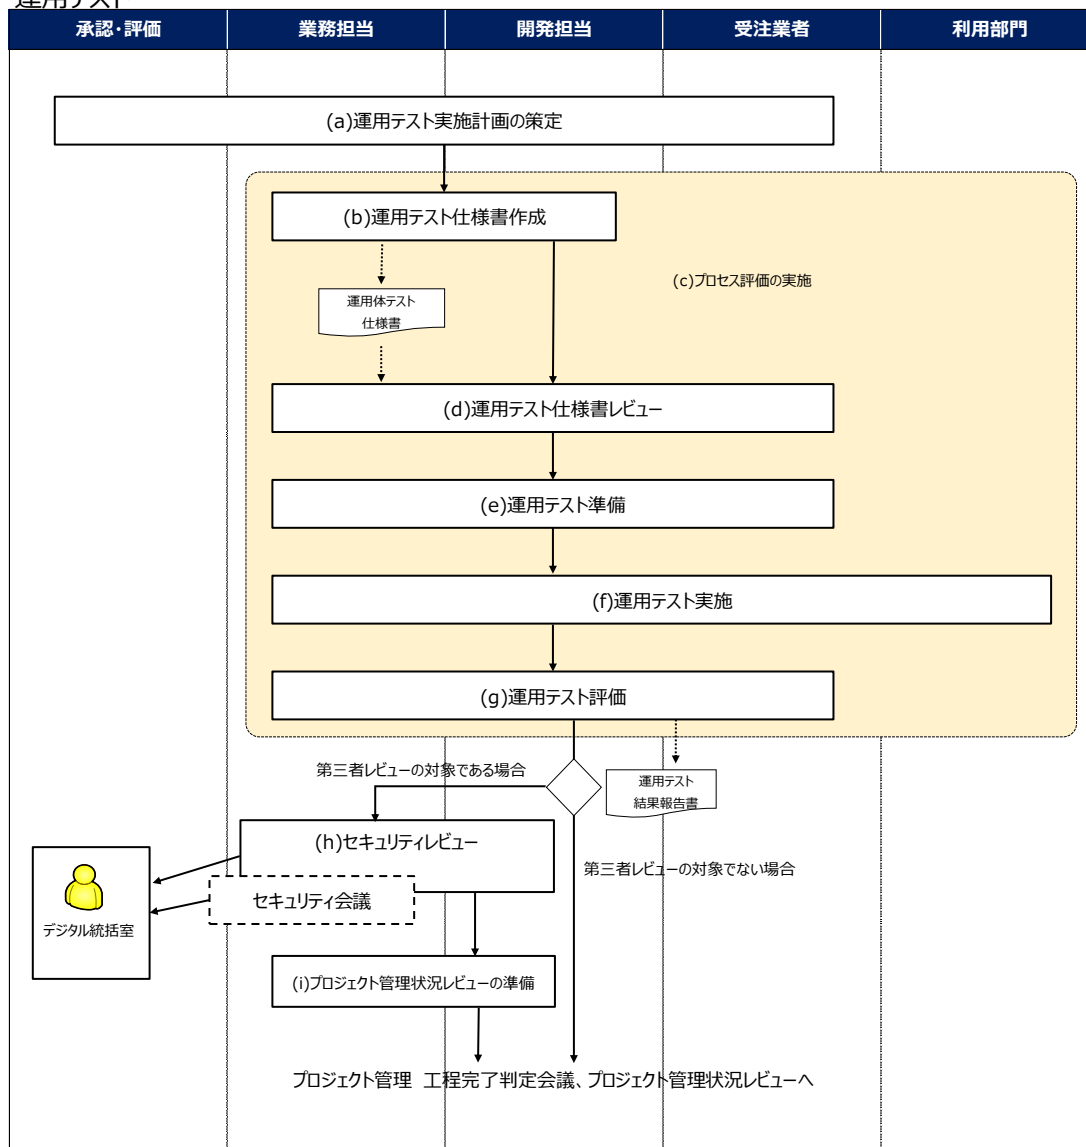 運用テスト
承認・評価
業務担当
開発担当
受注業者
利用部門
(a)運用テスト実施計画の策定
(b)運用テスト仕様書作成
(c)プロセス評価の実施
運用体テスト
仕様書
(d)運用テスト仕様書レビュー
(e)運用テスト準備
(f)運用テスト実施
(g)運用テスト評価
第三者レビューの対象である場合
運用テスト
結果報告書
(h)セキュリティレビュー
第三者レビューの対象でない場合
セキュリティ会議
デジタル統括室
(i)プロジェクト管理状況レビューの準備
プロジェクト管理 工程完了判定会議、プロジェクト管理状況レビューへ